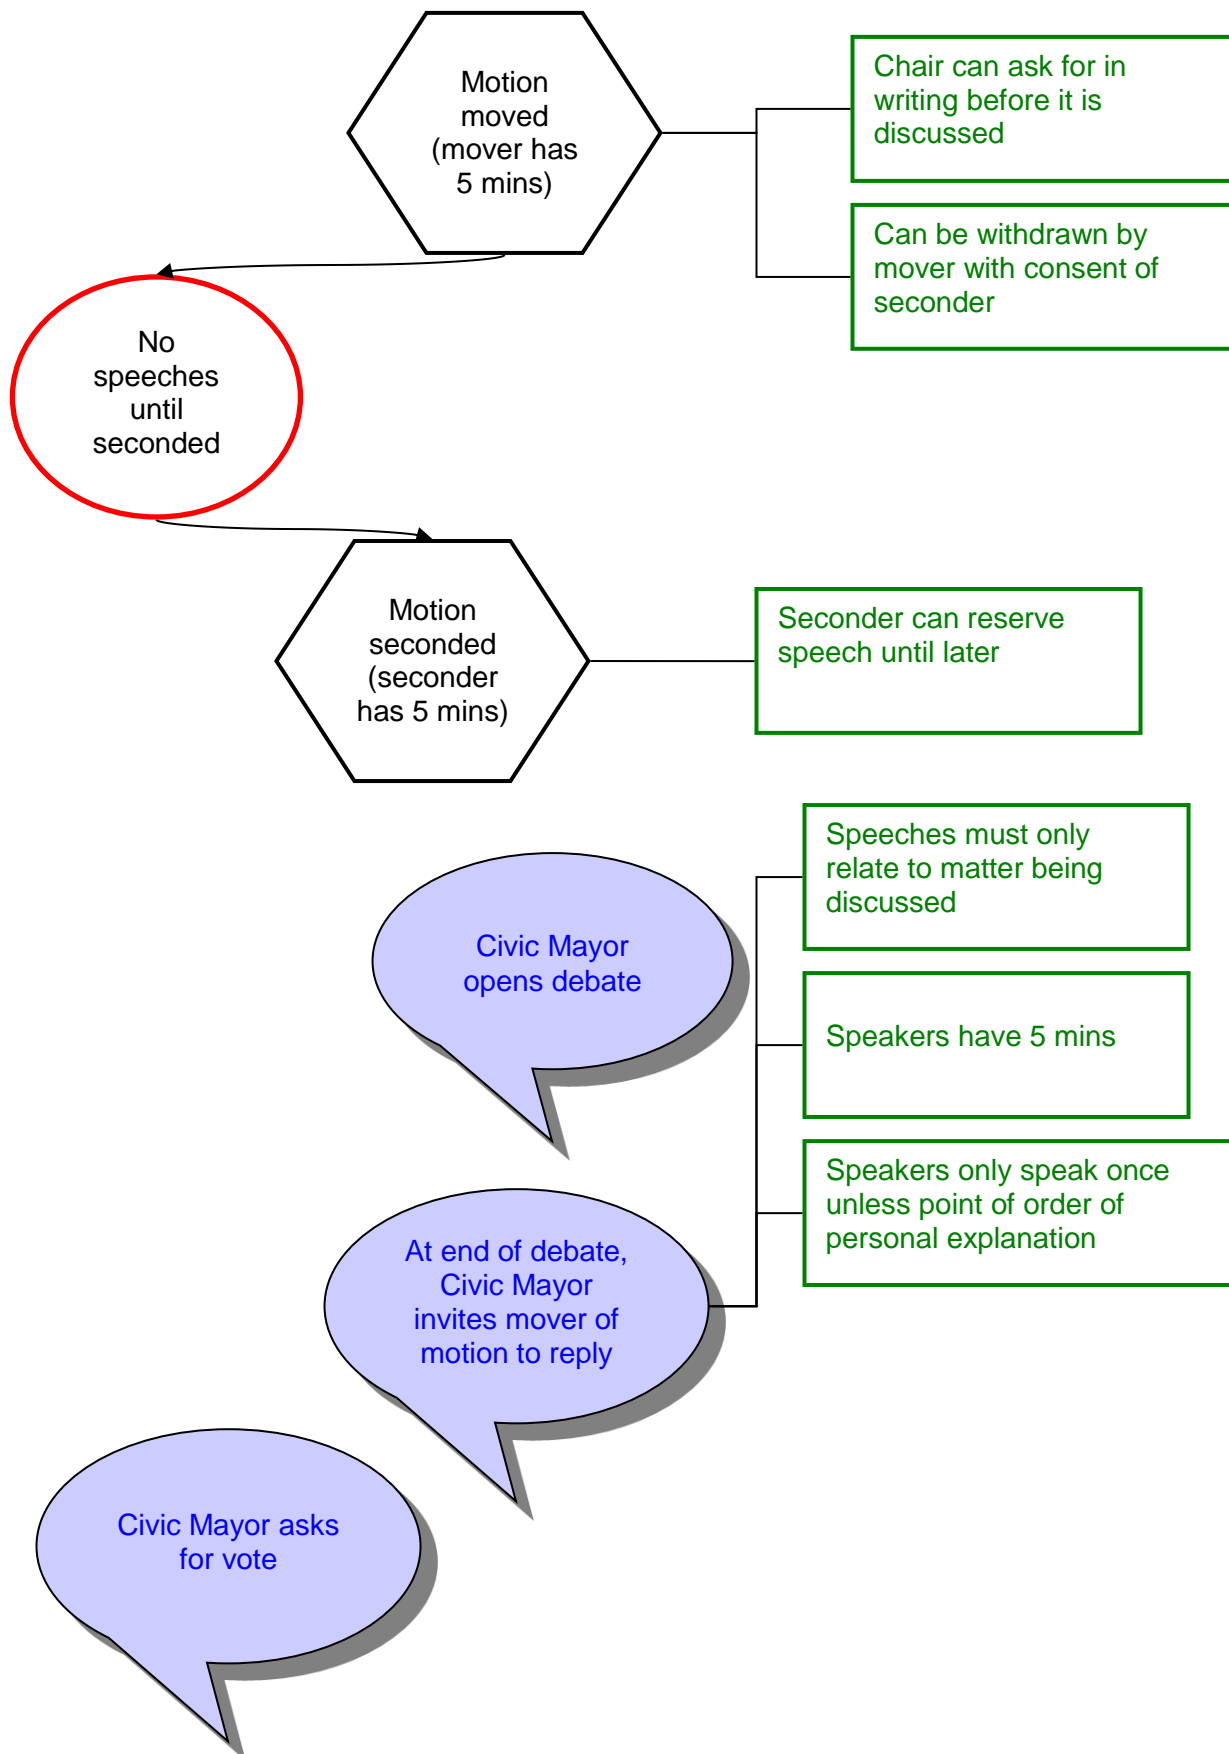 Motion
moved
(mover has
5 mins)
Chair can ask for in
writing before it is
discussed
Can be withdrawn by
mover with consent of
seconder
No
speeches
until
seconded
Motion
seconded
(seconder
has 5 mins)
Seconder can reserve
speech until later
Civic Mayor
opens debate
Speeches must only
relate to matter being
discussed
Speakers have 5 mins
Speakers only speak once
unless point of order of
personal explanation
At end of debate,
Civic Mayor
invites mover of
motion to reply
Civic Mayor asks
for vote